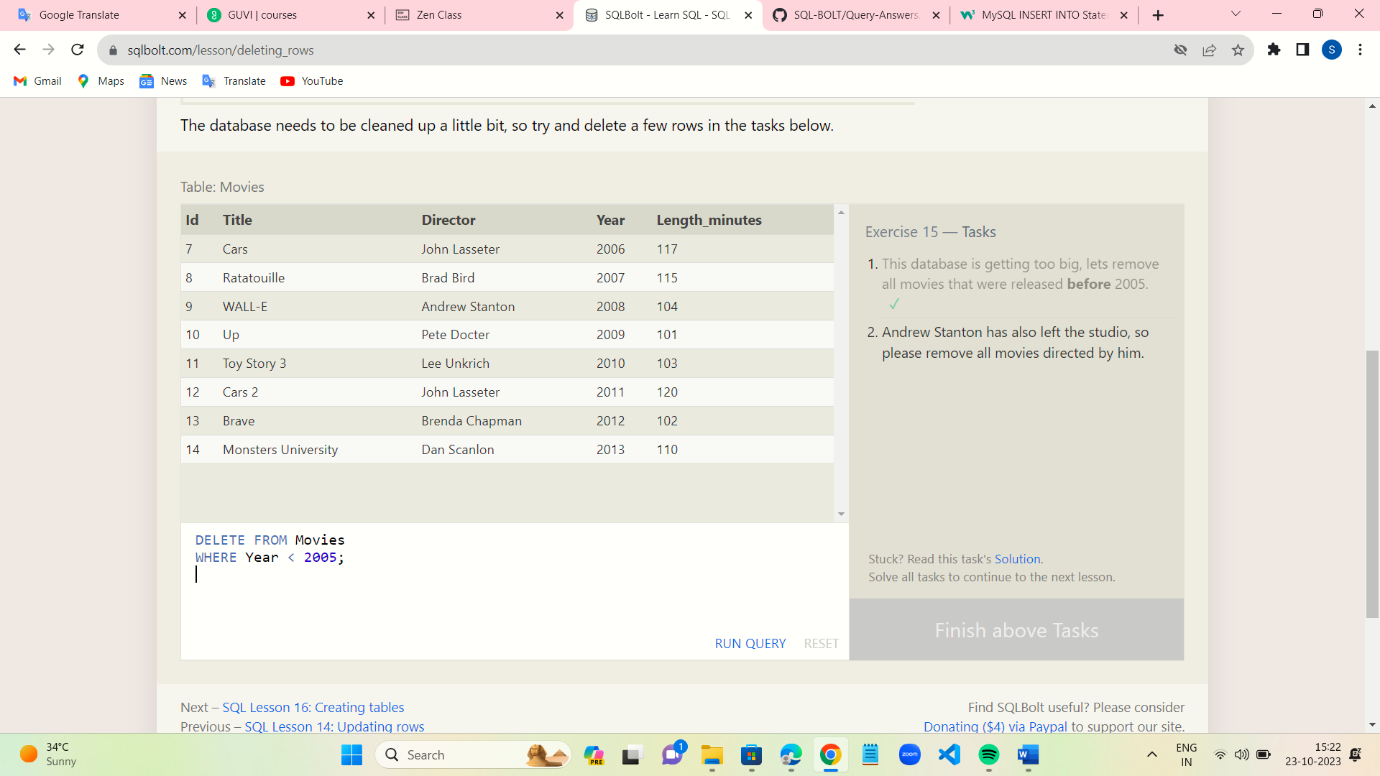 Google Translate
GUVI | courses
Zen Class
SQLBolt - Learn SQL - SQL
SQL-BOLT/Query-Answers.
MySQL INSERT INTO State
sqlbolt.com/lesson/deleting_rows
S
Gmail
Maps
News
Translate
YouTube
The database needs to be cleaned up a little bit, so try and delete a few rows in the tasks below.
Table: Movies
Id Title Director Year Length_minutes
7 Cars John Lasseter 2006 117
8 Ratatouille Brad Bird 2007 115
9 WALL-E Andrew Stanton 2008 104
10 Up Pete Docter 2009 101
11 Toy Story 3 Lee Unkrich 2010 103
12 Cars 2 John Lasseter 2011 120
13 Brave Brenda Chapman 2012 102
14 Monsters University Dan Scanlon 2013 110
DELETE FROM Movies
WHERE Year < 2005;
RUN QUERY RESET
Exercise 15 — Tasks
1. This database is getting too big, lets remove
all movies that were released before 2005.
✓
2. Andrew Stanton has also left the studio, so
please remove all movies directed by him.
Stuck? Read this task's Solution.
Solve all tasks to continue to the next lesson.
Finish above Tasks
Next – SQL Lesson 16: Creating tables
Previous – SQL Lesson 14: Updating rows
Find SQLBolt useful? Please consider
Donating ($4) via Paypal to support our site.
34°C
Sunny
Search
PRE
1
zoom
ENG
IN
15:22
23-10-2023